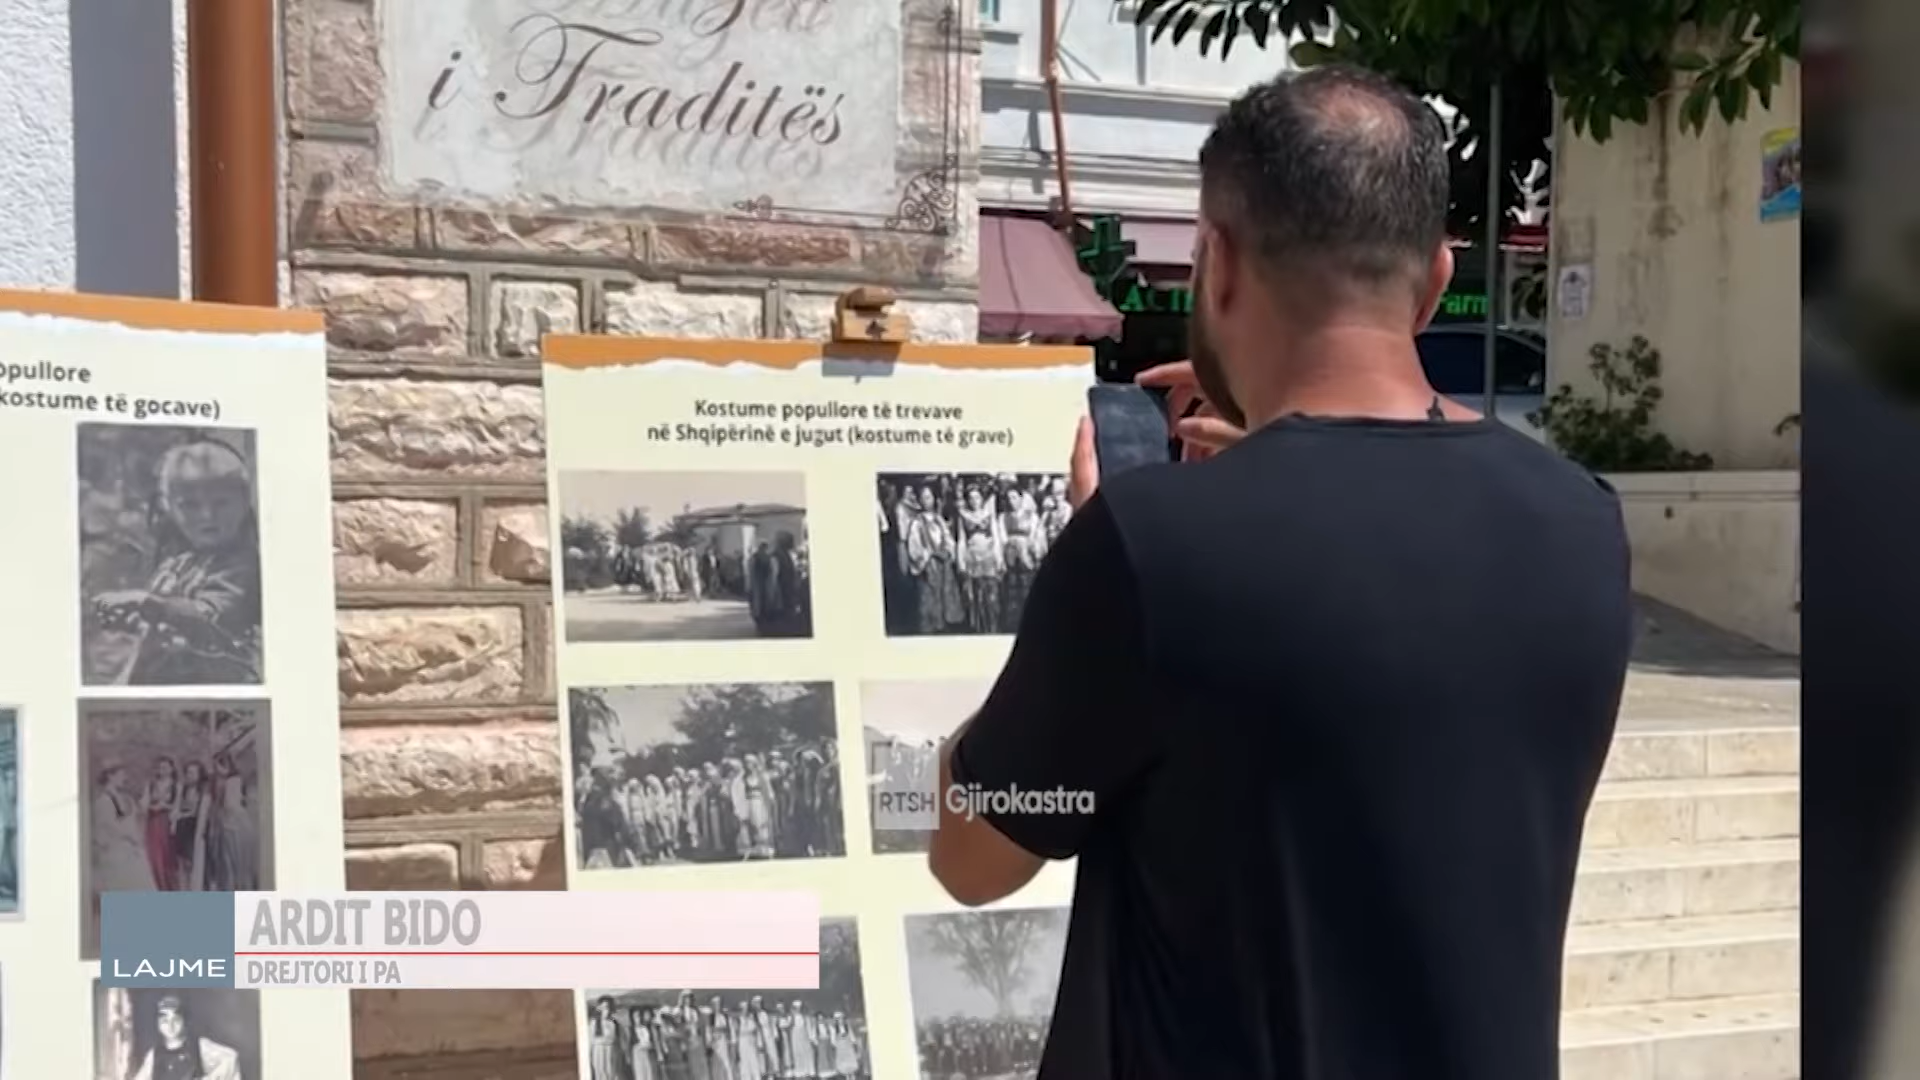 i Traditës
opullore
kostume të gocave)
Kostume popullore të trevave
në Shqipërinë e jugut (kostume të grave)
RTSH Gjirokastra
ARDIT BIDO
LAJME
DREJTORI I PA